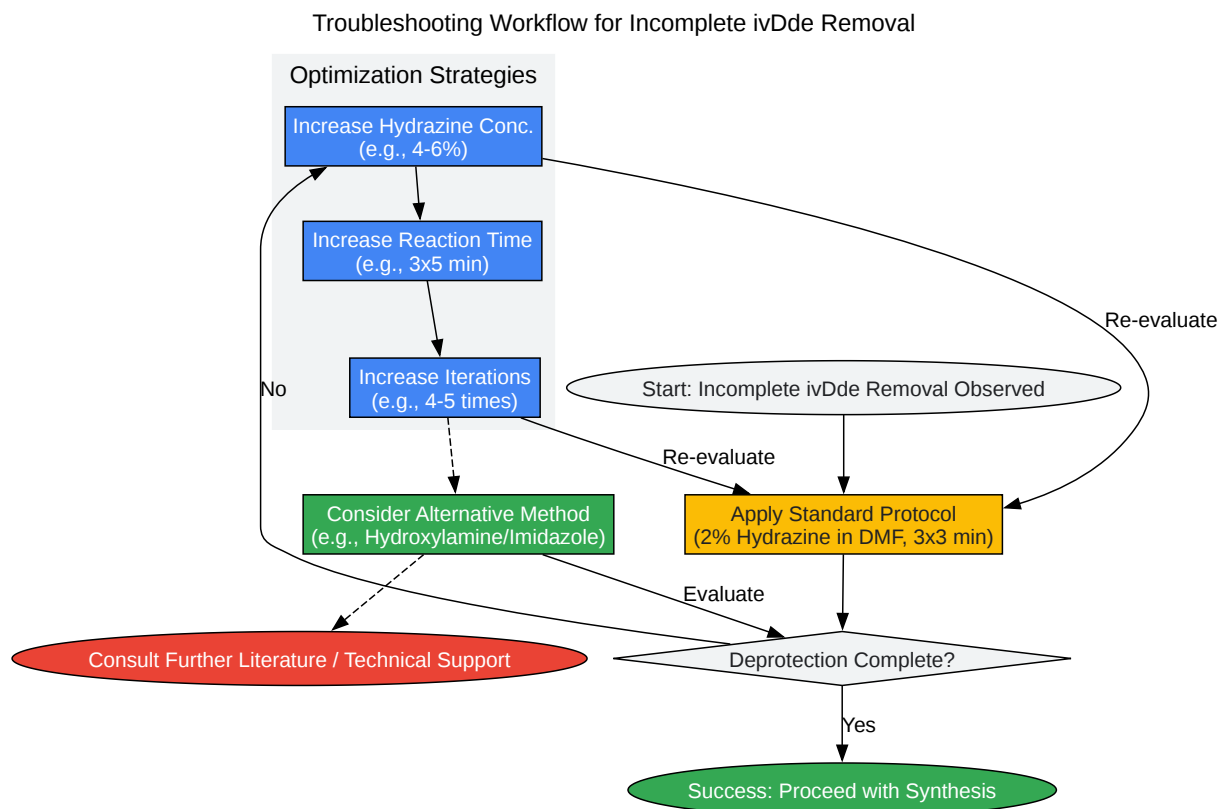 Troubleshooting Workflow for Incomplete ivDde Removal
Optimization Strategies
Increase Hydrazine Conc.
(e.g., 4-6%)
Increase Reaction Time
(e.g., 3x5 min)
Re-evaluate
Increase Iterations
(e.g., 4-5 times)
No
Start: Incomplete ivDde Removal Observed
Re-evaluate
Consider Alternative Method
(e.g., Hydroxylamine/Imidazole)
Apply Standard Protocol
(2% Hydrazine in DMF, 3x3 min)
Evaluate
Consult Further Literature / Technical Support
Deprotection Complete?
Yes
Success: Proceed with Synthesis